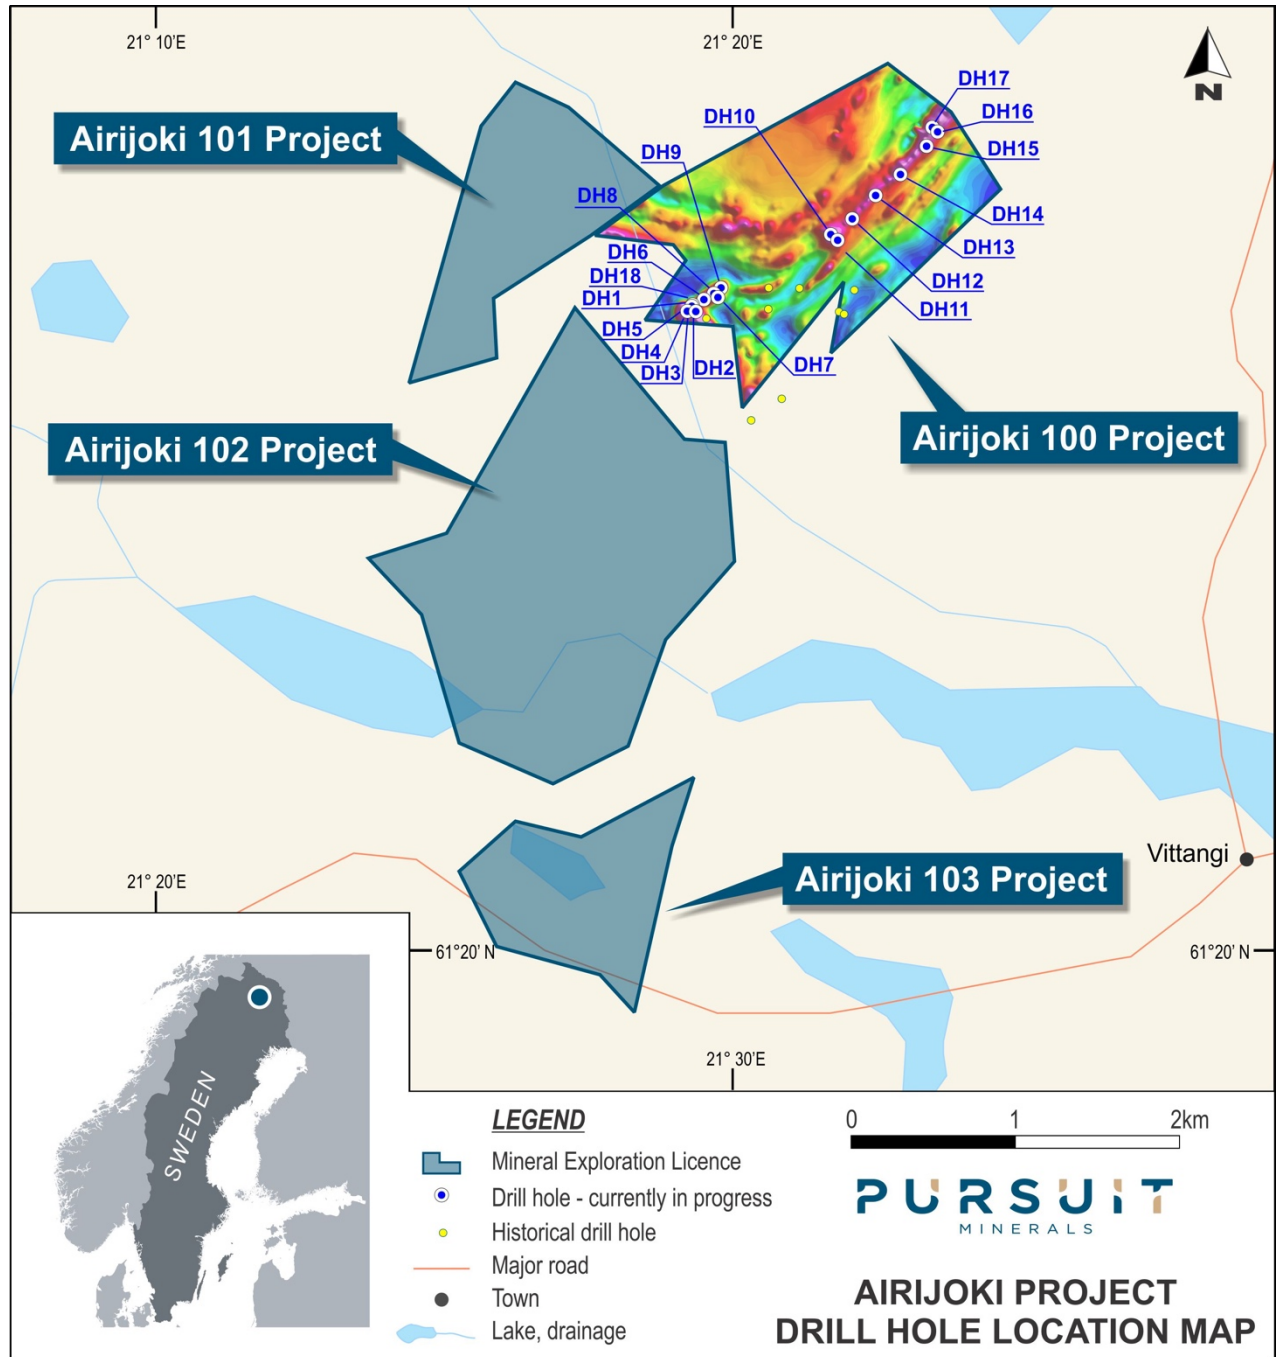 21° 10'E
21° 20'E
N
DH17
DH16
DH15
DH10
DH9
DH8
DH14
DH13
DH6
DH18
DH1
DH12
DH11
DH5
DH4
DH3
DH2
DH7
Airijoki 101 Project
Airijoki 100 Project
Airijoki 102 Project
Vittangi
Airijoki 103 Project
21° 20'E
61°20' N
61°20' N
21° 30'E
SWEDEN
LEGEND
Mineral Exploration Licence
Drill hole - currently in progress
Historical drill hole
Major road
Town
Lake, drainage
0 1 2km
PURSUIT
MINERALS
AIRIJOKI PROJECT
DRILL HOLE LOCATION MAP